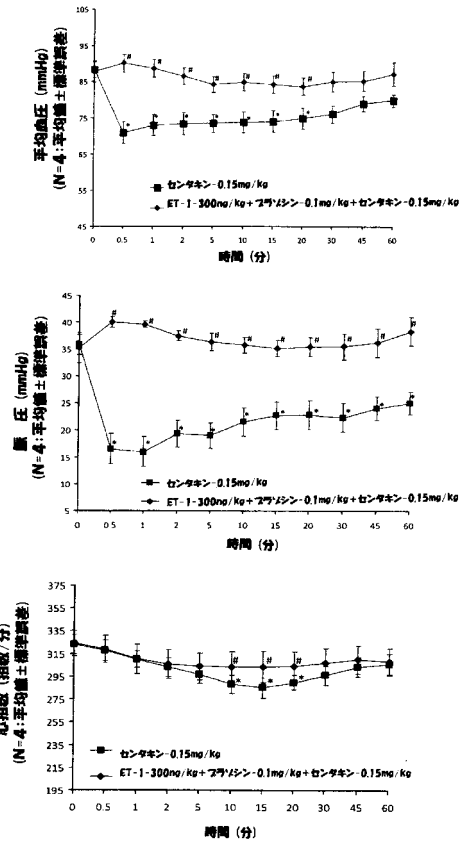 平均血圧 (mmHg)
(N=4:平均値±標準誤差)
105
95
85
75
65
55
45
# # # # # # # #
* * * * * * * *
センタキン-0.15mg/kg
ET-1-300ng/kg+プラゾシン-0.1mg/kg+センタキン-0.15mg/kg
0 0.5 1 2 5 10 15 20 30 45 60
時間 (分)
脈 圧 (mmHg)
(N=4:平均値±標準誤差)
45
40
35
30
25
20
15
10
5
# # # # # # # # # #
* * * * * * * * * *
センタキン-0.15mg/kg
ET-1-300ng/kg+プラゾシン-0.1mg/kg+センタキン-0.15mg/kg
0 0.5 1 2 5 10 15 20 30 45 60
時間 (分)
心拍数 (拍数/分)
(N=4:平均値±標準誤差)
375
355
335
315
295
275
255
235
215
195
# # #
* * *
センタキン-0.15mg/kg
ET-1-300ng/kg+プラゾシン-0.1mg/kg+センタキン-0.15mg/kg
0 0.5 1 2 5 10 15 20 30 45 60
時間 (分)